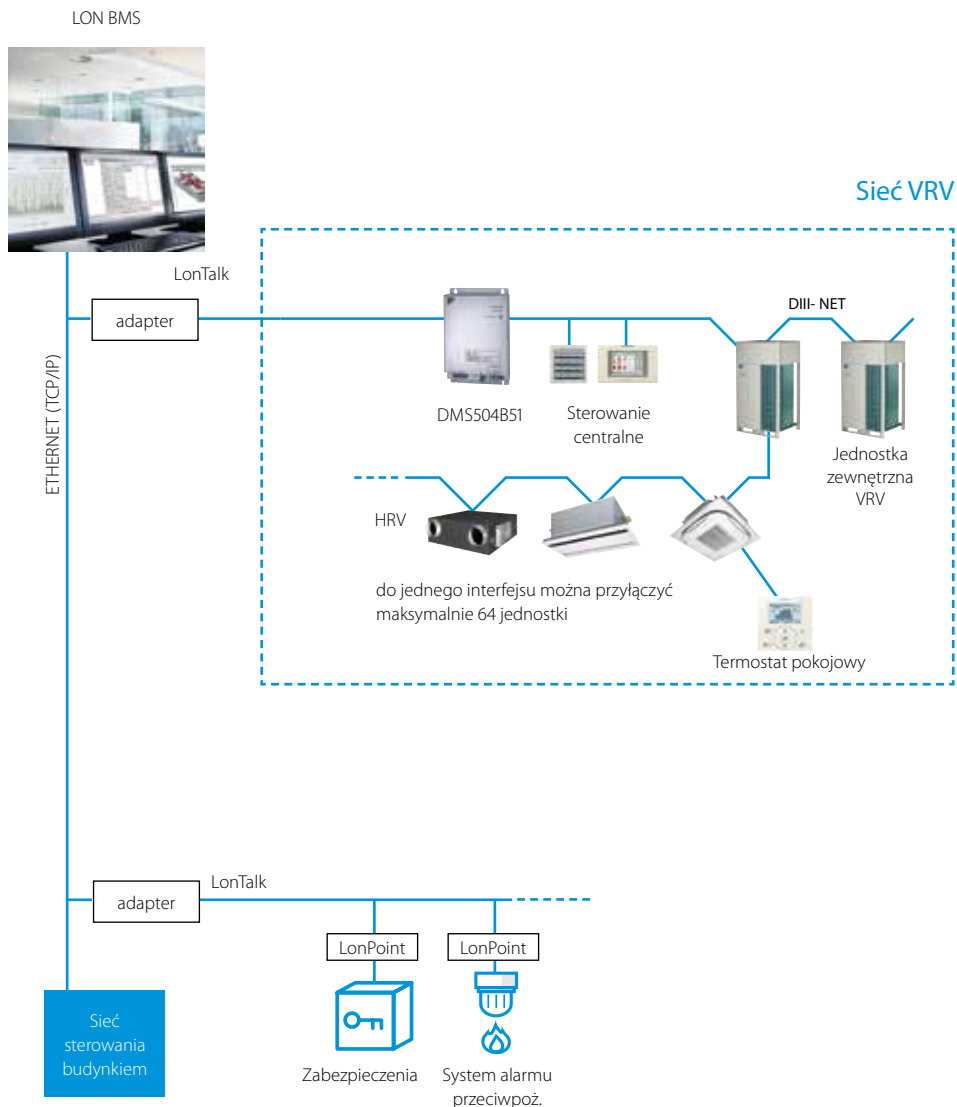 LON BMS
Sieć VRV
LonTalk
adapter
ETHERNET (TCP/IP)
DIII- NET
DMS504B51
Sterowanie
centralne
Jednostka
zewnętrzna
VRV
HRV
do jednego interfejsu można przyłączyć
maksymalnie 64 jednostki
Termostat pokojowy
LonTalk
adapter
LonPoint
LonPoint
Sieć
sterowania
budynkiem
Zabezpieczenia
System alarmu
przeciwpoż.